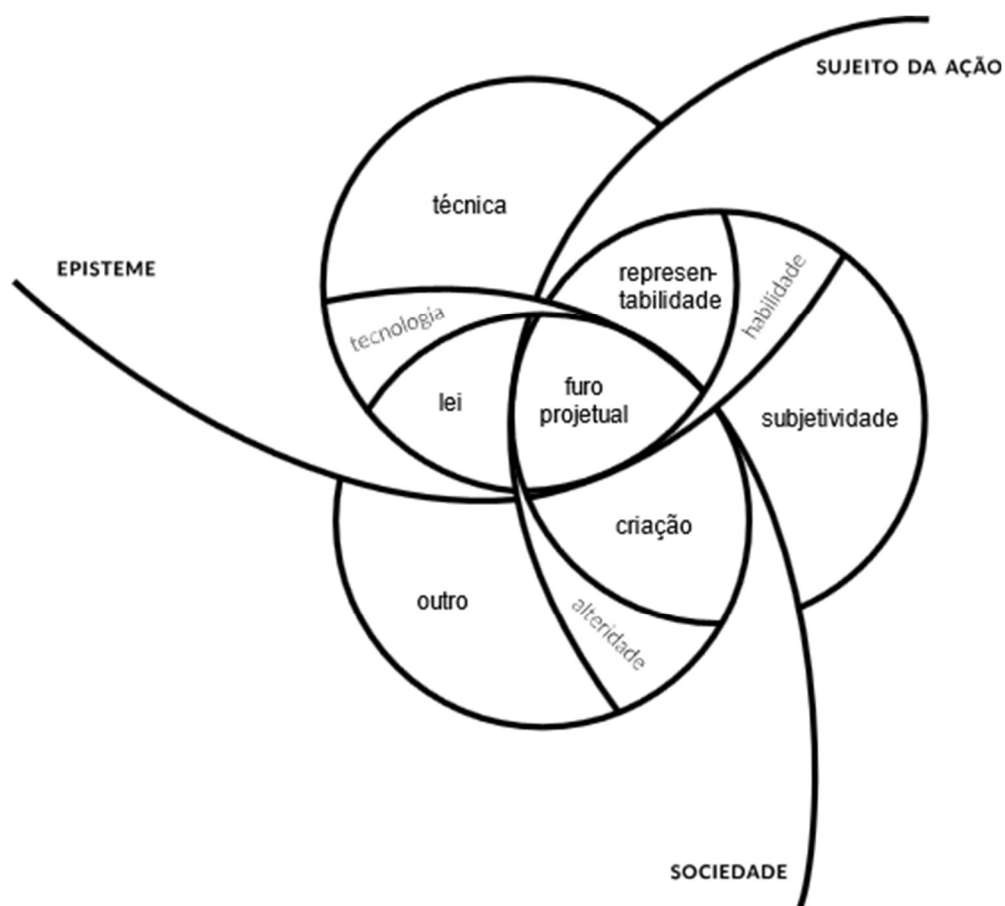 SUJEITO DA AÇÃO
técnica
EPISTEME
represen-
tabilidade
habilidade
tecnologia
lei
furo
projetual
subjetividade
criação
outro
alteridade
SOCIEDADE